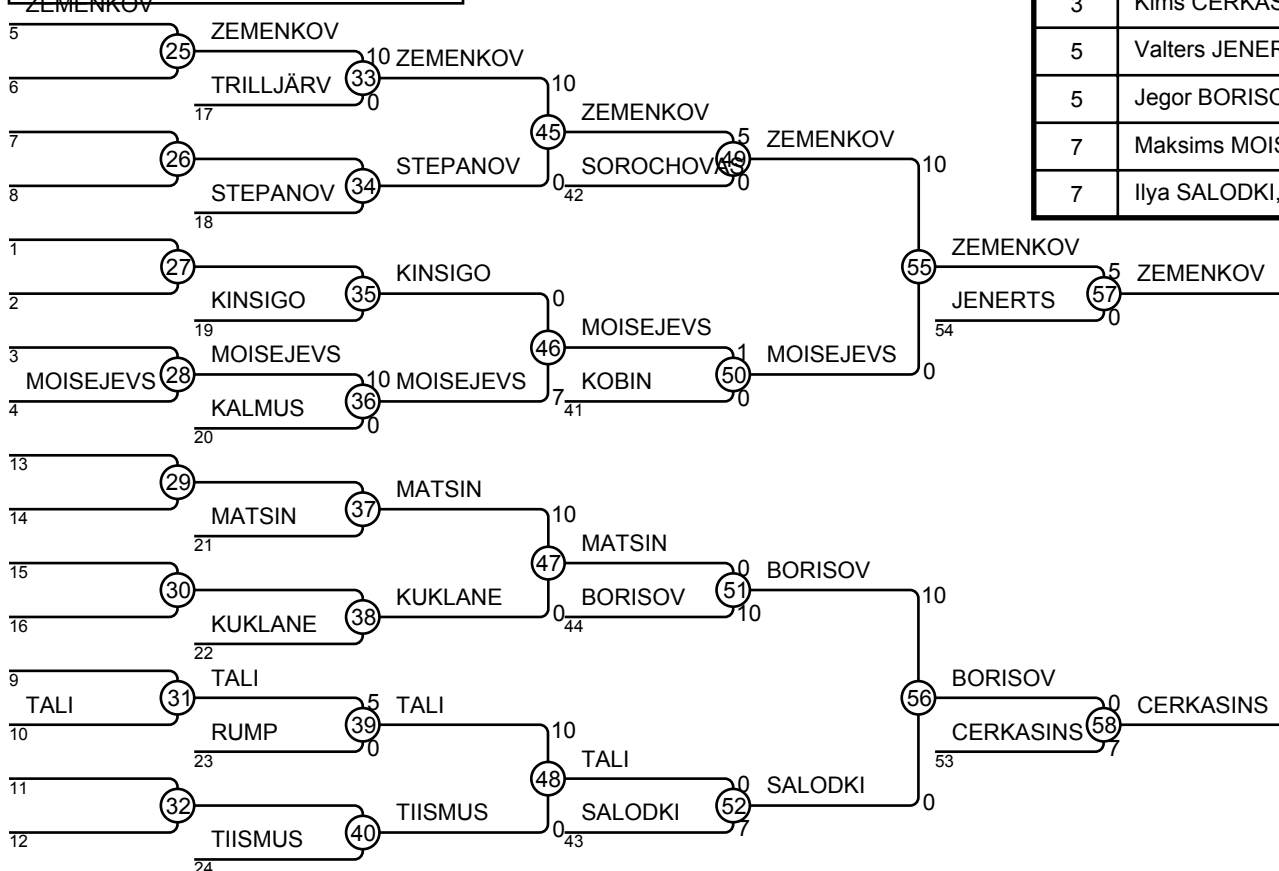 ZEMENKOV
5
25
ZEMENKOV
6
10
ZEMENKOV
33
TRILLJÄRV
0
17
10
7
ZEMENKOV
45
5
ZEMENKOV
26
49
8
STEPANOV
34
STEPANOV
0
42
SOROCHOVAS
0
10
18
1
27
KINSIGO
55
ZEMENKOV
2
KINSIGO
35
0
5
ZEMENKOV
19
JENERTS
57
54
0
3
MOISEJEVS
46
MOISEJEVS
1
MOISEJEVS
MOISEJEVS
28
10
MOISEJEVS
KOBIN
50
0
4
KALMUS
36
7
41
0
20
0
13
29
MATSIN
14
MATSIN
37
10
21
15
MATSIN
47
0
BORISOV
30
51
16
KUKLANE
38
KUKLANE
0
44
BORISOV
10
10
22
9
TALI
BORISOV
TALI
31
5
TALI
56
0
CERKASINS
10
RUMP
39
10
CERKASINS
58
23
0
53
7
11
TALI
48
0
SALODKI
32
52
0
12
TIISMUS
40
TIISMUS
0
43
SALODKI
7
24
3
5
Valters JENER
5
Jegor BORISO
7
Maksims MOIS
7
Ilya SALODKI,